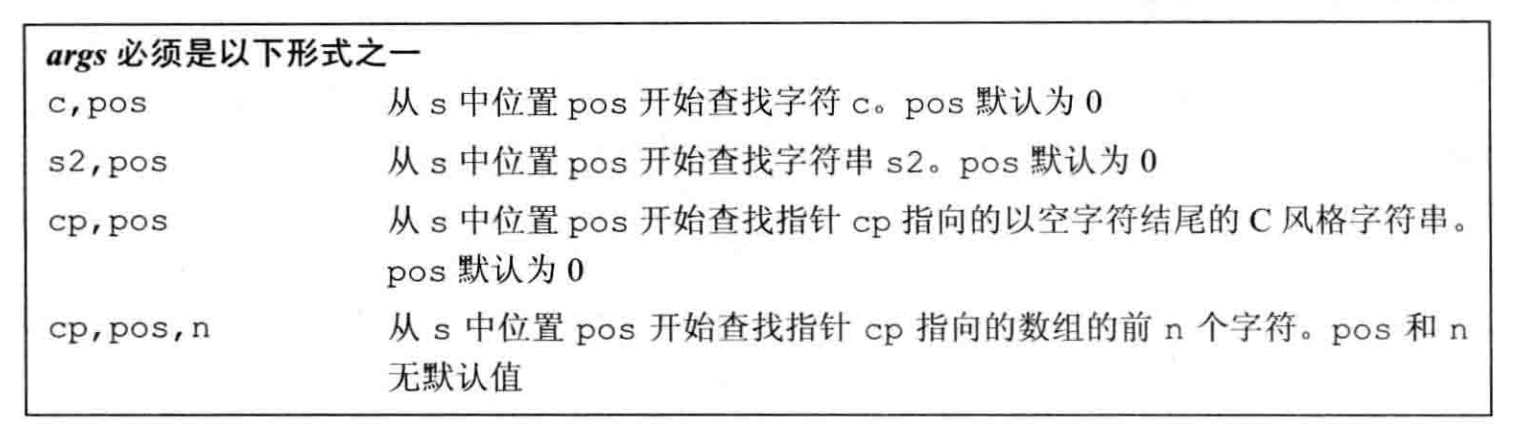 args 必须是以下形式之一
c,pos 从 s 中位置 pos 开始查找字符 c。pos 默认为 0
s2,pos 从 s 中位置 pos 开始查找字符串 s2。pos 默认为 0
cp,pos 从 s 中位置 pos 开始查找指针 cp 指向的以空字符结尾的 C 风格字符串。
pos 默认为 0
cp,pos,n 从 s 中位置 pos 开始查找指针 cp 指向的数组的前 n 个字符。pos 和 n
无默认值